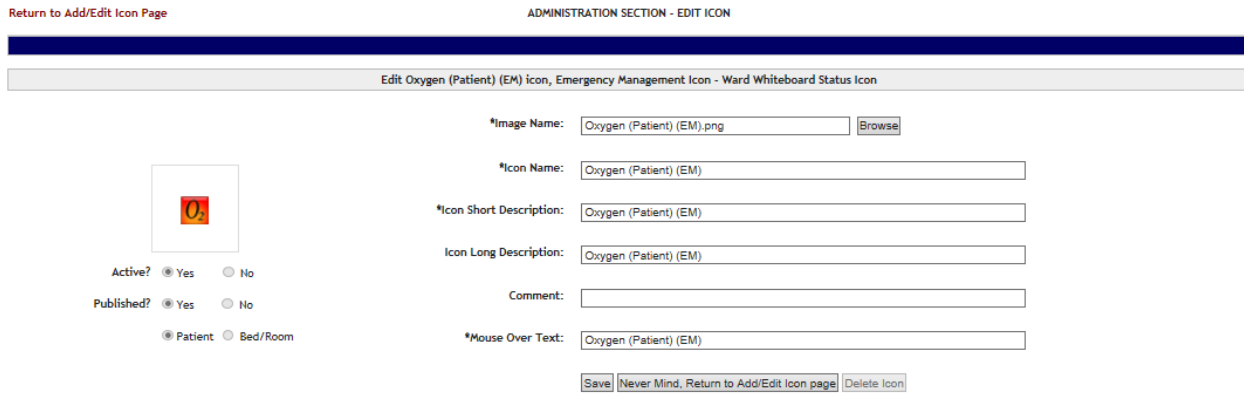 Return to Add/Edit Icon Page
ADMINISTRATION SECTION - EDIT ICON
Edit Oxygen (Patient) (EM) icon, Emergency Management Icon - Ward Whiteboard Status Icon
*Image Name: Oxygen (Patient) (EM).png Browse
*Icon Name: Oxygen (Patient) (EM)
O2
*Icon Short Description: Oxygen (Patient) (EM)
Icon Long Description: Oxygen (Patient) (EM)
Active? Yes No
Comment:
Published? Yes No
Patient Bed/Room
*Mouse Over Text: Oxygen (Patient) (EM)
Save Never Mind, Return to Add/Edit Icon page Delete Icon